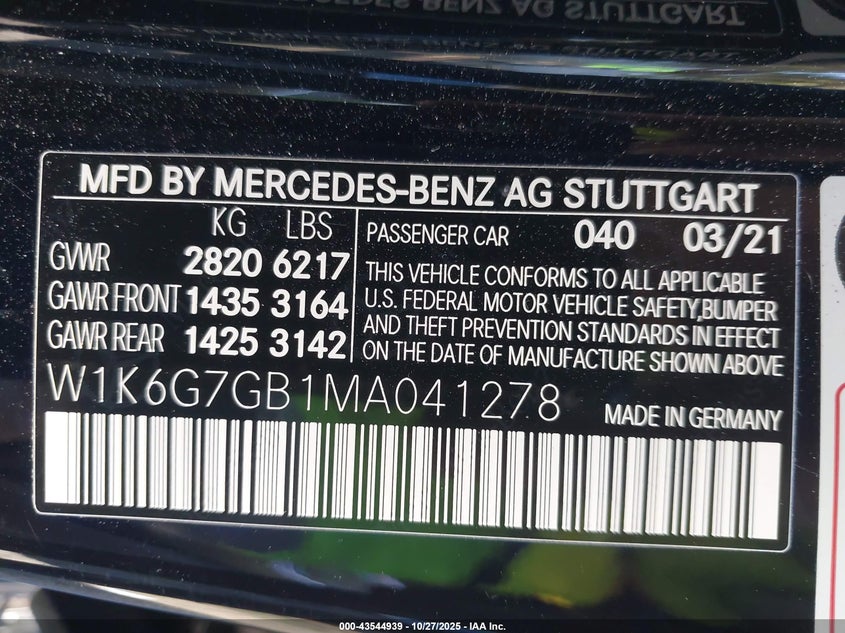 MFD BY MERCEDES-BENZ AG STUTTGART
KG LBS
GVWR 2820 6217
GAWR FRONT 1435 3164
GAWR REAR 1425 3142
PASSENGER CAR 040 03/21
THIS VEHICLE CONFORMS TO ALL APPLICABLE
U.S. FEDERAL MOTOR VEHICLE SAFETY,BUMPER
AND THEFT PREVENTION STANDARDS IN EFFECT
ON THE DATE OF MANUFACTURE SHOWN ABOVE
W1K6G7GB1MA041278
MADE IN GERMANY
000-43544939 - 10/27/2025 - IAA Inc.